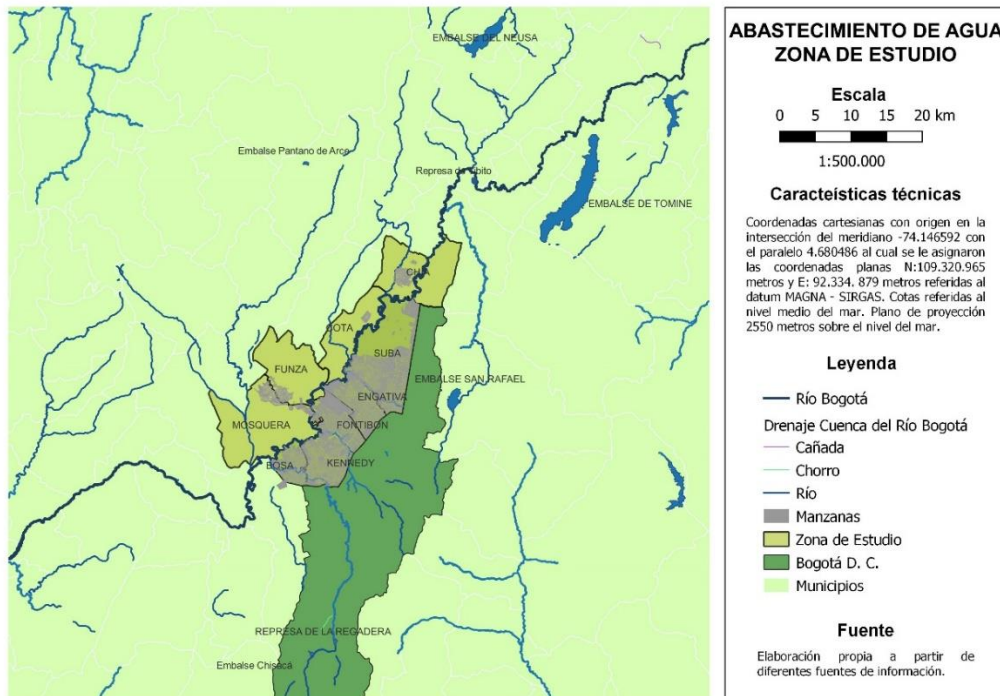 EMBALSE DEL NEUSA
Embalse Pantano de Arce
Represa de Tibito
EMBALSE DE TOMINE
CHIA
COTA
SUBA
FUNZA
EMBALSE SAN RAFAEL
ENGATIVA
MOSQUERA
FONTIBON
BOSA
KENNEDY
REPRESA DE LA REGADERA
Embalse Chisacá
ABASTECIMIENTO DE AGUA
ZONA DE ESTUDIO
Escala
0 5 10 15 20 km
1:500.000
Caracteísticas técnicas
Coordenadas cartesianas con origen en la
intersección del meridiano -74.146592 con
el paralelo 4.680486 al cual se le asignaron
las coordenadas planas N:109.320.965
metros y E: 92.334. 879 metros referidas al
datum MAGNA - SIRGAS. Cotas referidas al
nivel medio del mar. Plano de proyección
2550 metros sobre el nivel del mar.
Leyenda
Río Bogotá
Drenaje Cuenca del Río Bogotá
Cañada
Chorro
Río
Manzanas
Zona de Estudio
Bogotá D. C.
Municipios
Fuente
Elaboración propia a partir de
diferentes fuentes de información.